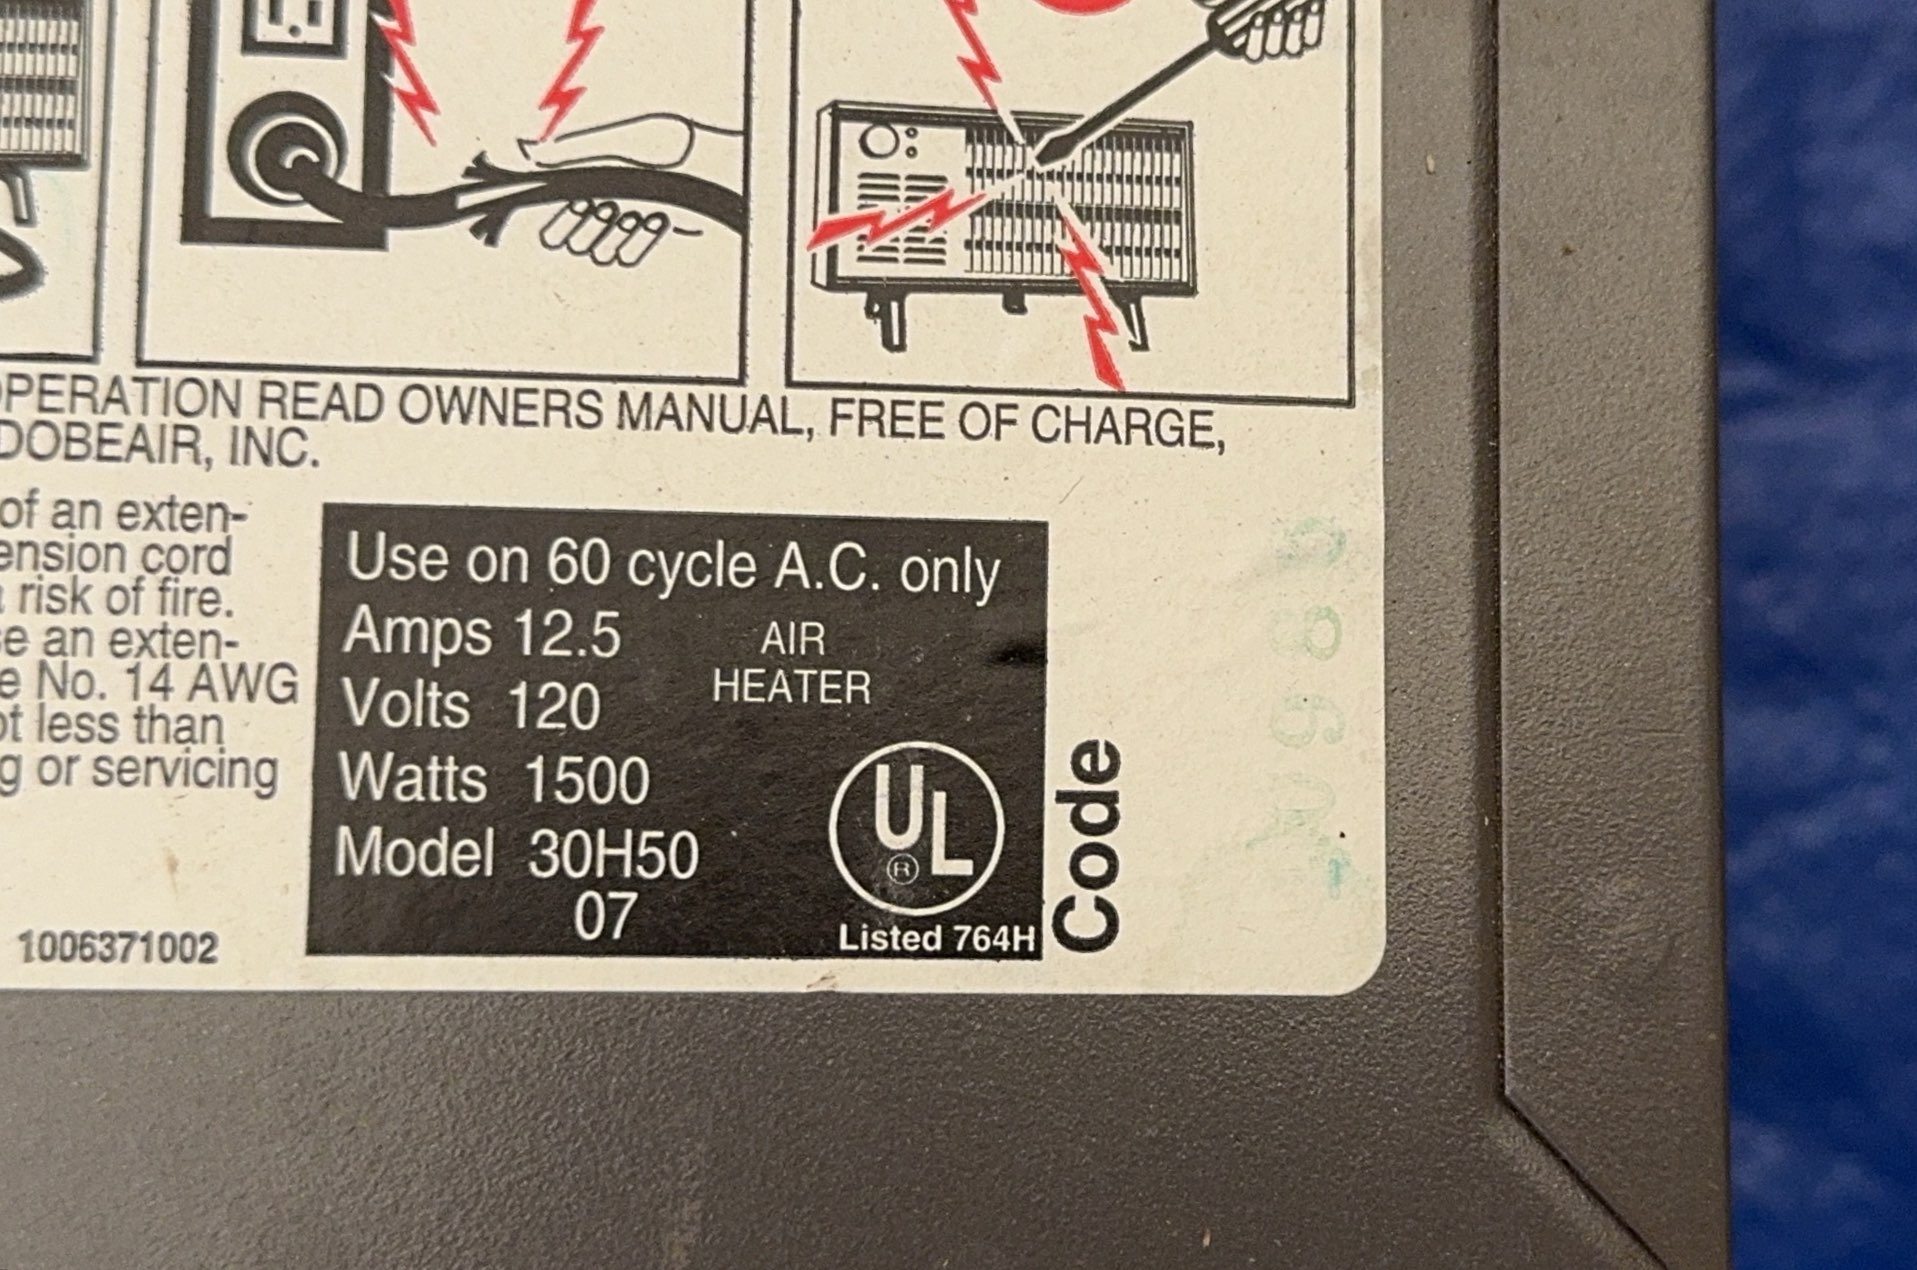 OPERATION READ OWNERS MANUAL, FREE OF CHARGE,
DOBEAIR, INC.
of an exten-
ension cord
risk of fire.
se an exten-
No. 14 AWG
less than
or servicing
1006371002
Use on 60 cycle A.C. only
Amps 12.5
AIR
HEATER
Volts 120
Watts 1500
Model 30H50
07
UL
®
Listed 764H
Code